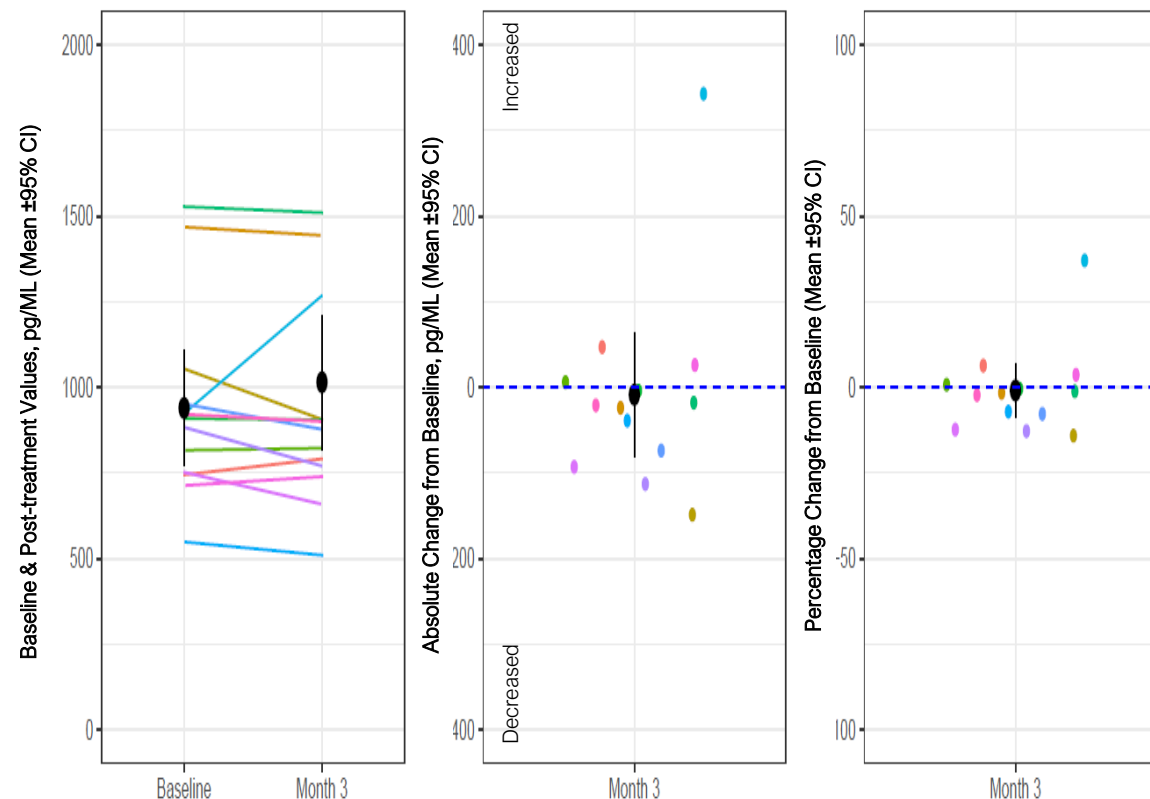 Baseline & Post-treatment Values, pg/ML (Mean ±95% CI)
2000
1500
1000
500
0
Baseline
Month 3
Absolute Change from Baseline, pg/ML (Mean ±95% CI)
400
200
0
200
400
Increased
Decreased
Month 3
Percentage Change from Baseline (Mean ±95% CI)
100
50
0
-50
100
Month 3